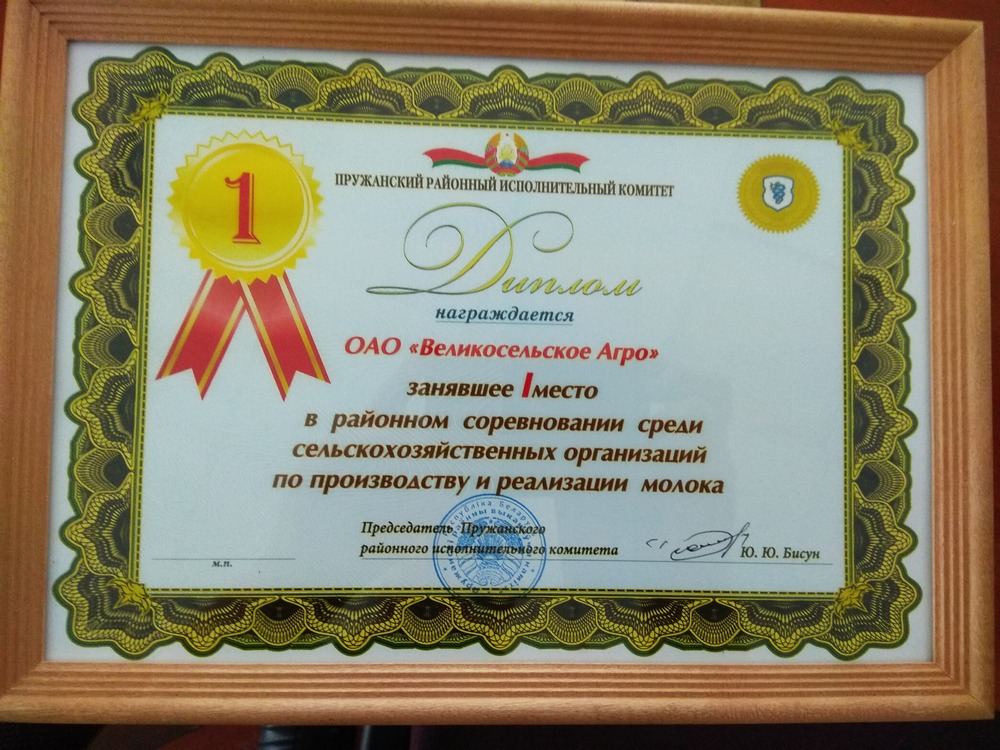 1
ПРУЖАНСКИЙ РАЙОННЫЙ ИСПОЛНИТЕЛЬНЫЙ КОМИТЕТ
Диплом
награждается
ОАО «Великосельское Агро»
занявшее I место
в районном соревновании среди
сельскохозяйственных организаций
по производству и реализации молока
Председатель Пружанского
районного исполнительного комитета
Ю. Ю. Бисун
м.п.